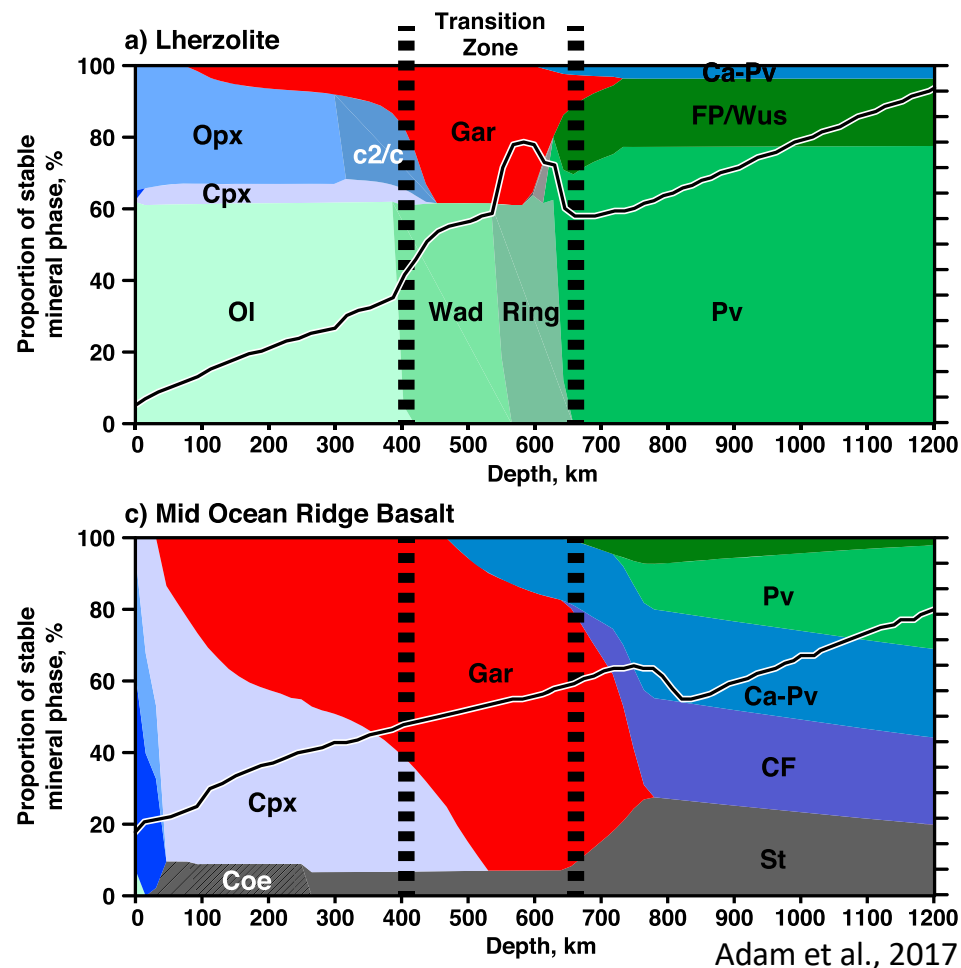 Transition
Zone
a) Lherzolite
Proportion of stable
mineral phase, %
100
80
60
40
20
0
Opx
c2/c
Cpx
Gar
Ca-Pv
FP/Wus
Ol
Wad
Ring
Pv
0 100 200 300 400 500 600 700 800 900 1000 1100 1200
Depth, km
c) Mid Ocean Ridge Basalt
Proportion of stable
mineral phase, %
100
80
60
40
20
0
Pv
Gar
Ca-Pv
CF
Cpx
St
Coe
0 100 200 300 400 500 600 700 800 900 1000 1100 1200
Depth, km
Adam et al., 2017